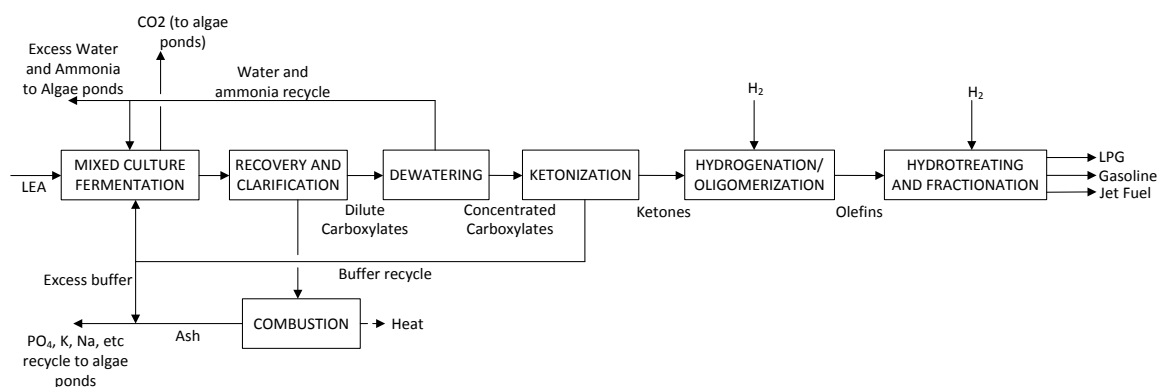 CO2 (to algae
ponds)
Excess Water
and Ammonia
to Algae ponds
Water and
ammonia recycle
H₂
H₂
LEA
MIXED CULTURE
FERMENTATION
RECOVERY AND
CLARIFICATION
DEWATERING
KETONIZATION
HYDROGENATION/
OLIGOMERIZATION
HYDROTREATING
AND FRACTIONATION
LPG
Gasoline
Jet Fuel
Dilute
Carboxylates
Concentrated
Carboxylates
Ketones
Olefins
Excess buffer
Buffer recycle
COMBUSTION
Heat
Ash
PO₄, K, Na, etc
recycle to algae
ponds